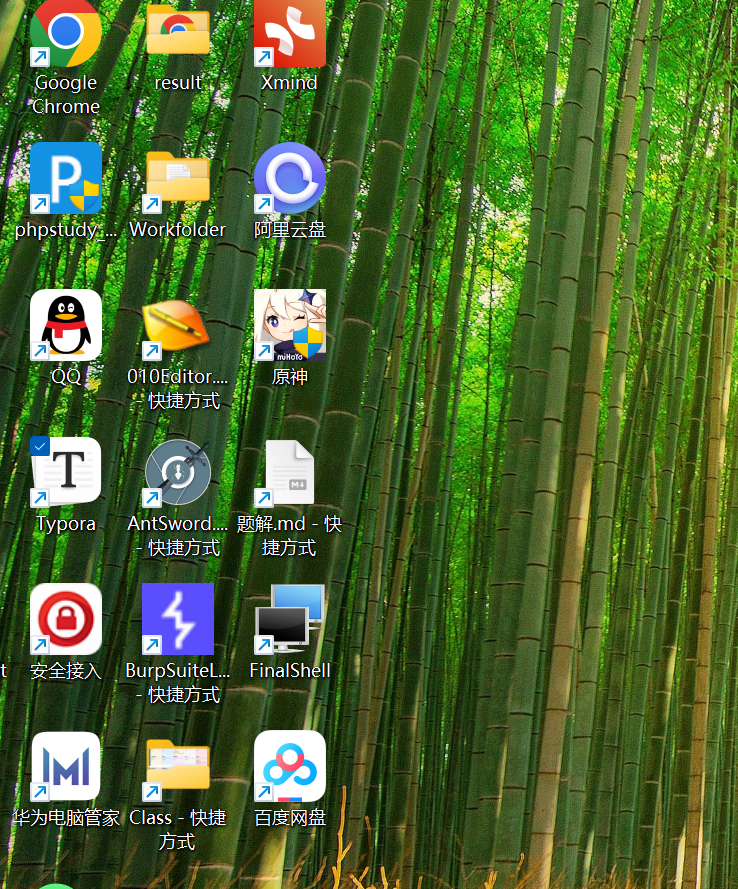 Google
Chrome
result
Xmind
phpstudy_...
Workfolder
阿里云盘
miHoYo
QQ
010Editor....
- 快捷方式
原神
T
Typora
AntSword....
- 快捷方式
M
题解.md - 快
捷方式
t
安全接入
BurpSuiteL...
- 快捷方式
FinalShell
华为电脑管家
Class - 快捷
方式
百度网盘